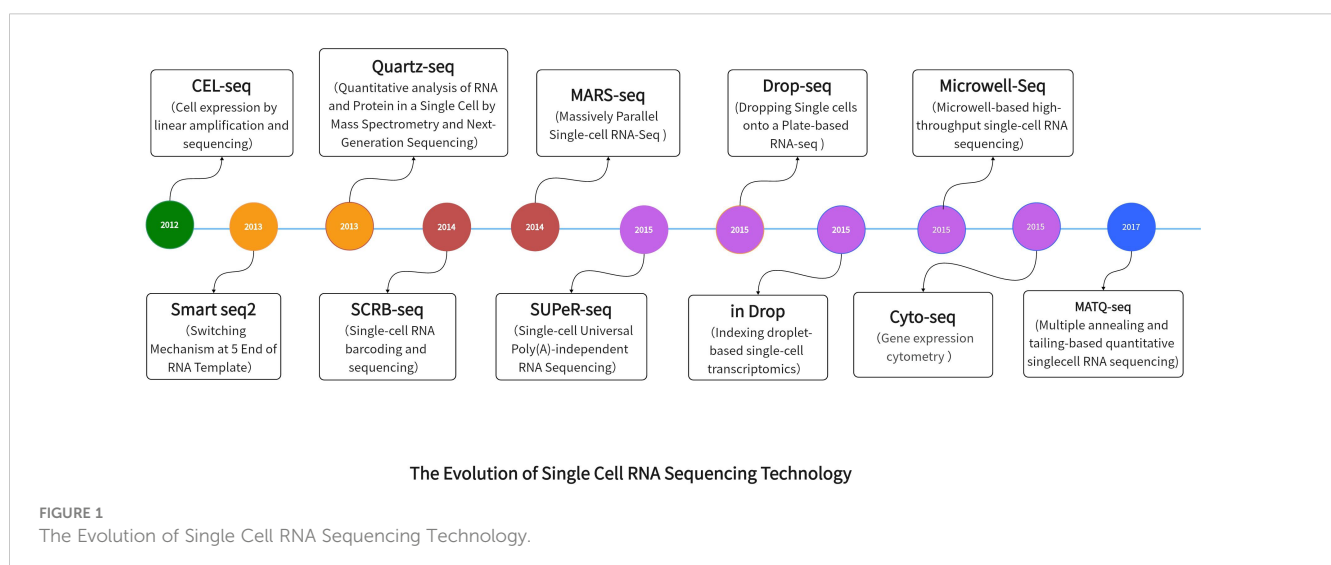 CEL-seq
(Cell expression by
linear amplification and
sequencing)
Quartz-seq
(Quantitative analysis of RNA
and Protein in a Single Cell by
Mass Spectrometry and Next-
Generation Sequencing)
MARS-seq
(Massively Parallel
Single-cell RNA-Seq )
Drop-seq
(Dropping Single cells
onto a Plate-based
RNA-seq )
Microwell-Seq
(Microwell-based high-
throughput single-cell RNA
sequencing)
2012
2013
2013
2014
2014
2015
2015
2015
2015
2015
2017
Smart seq2
(Switching
Mechanism at 5 End of
RNA Template)
SCRB-seq
(Single-cell RNA
barcoding and
sequencing)
SUPeR-seq
(Single-cell Universal
Poly(A)-independent
RNA Sequencing)
in Drop
(Indexing droplet-
based single-cell
transcriptomics)
Cyto-seq
(Gene expression
cytometry )
MATQ-seq
(Multiple annealing and
tailing-based quantitative
singlecell RNA sequencing)
The Evolution of Single Cell RNA Sequencing Technology
FIGURE 1
The Evolution of Single Cell RNA Sequencing Technology.